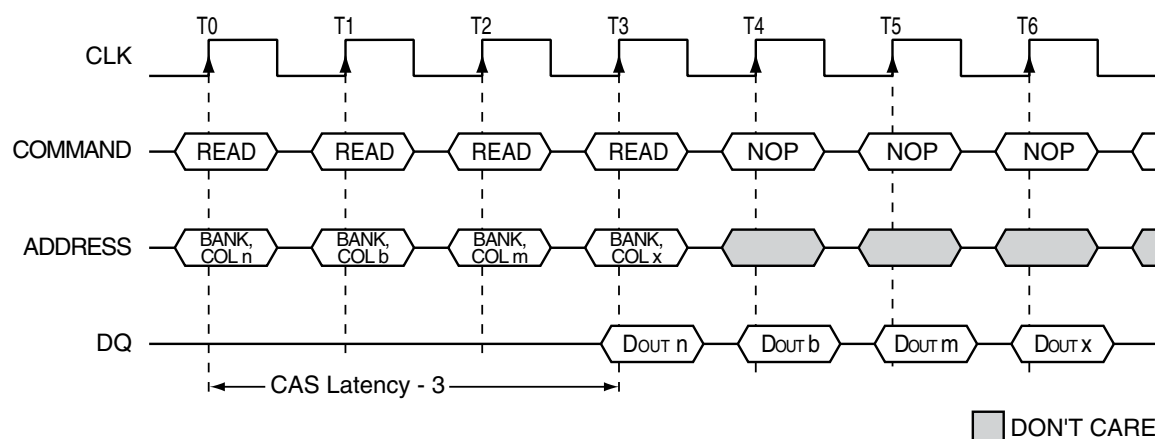 T0 T1 T2 T3 T4 T5 T6
CLK
COMMAND READ READ READ READ NOP NOP NOP
ADDRESS BANK, COL n BANK, COL b BANK, COL m BANK, COL x
DQ DOUT n DOUT b DOUT m DOUT x
CAS Latency - 3
DON'T CARE